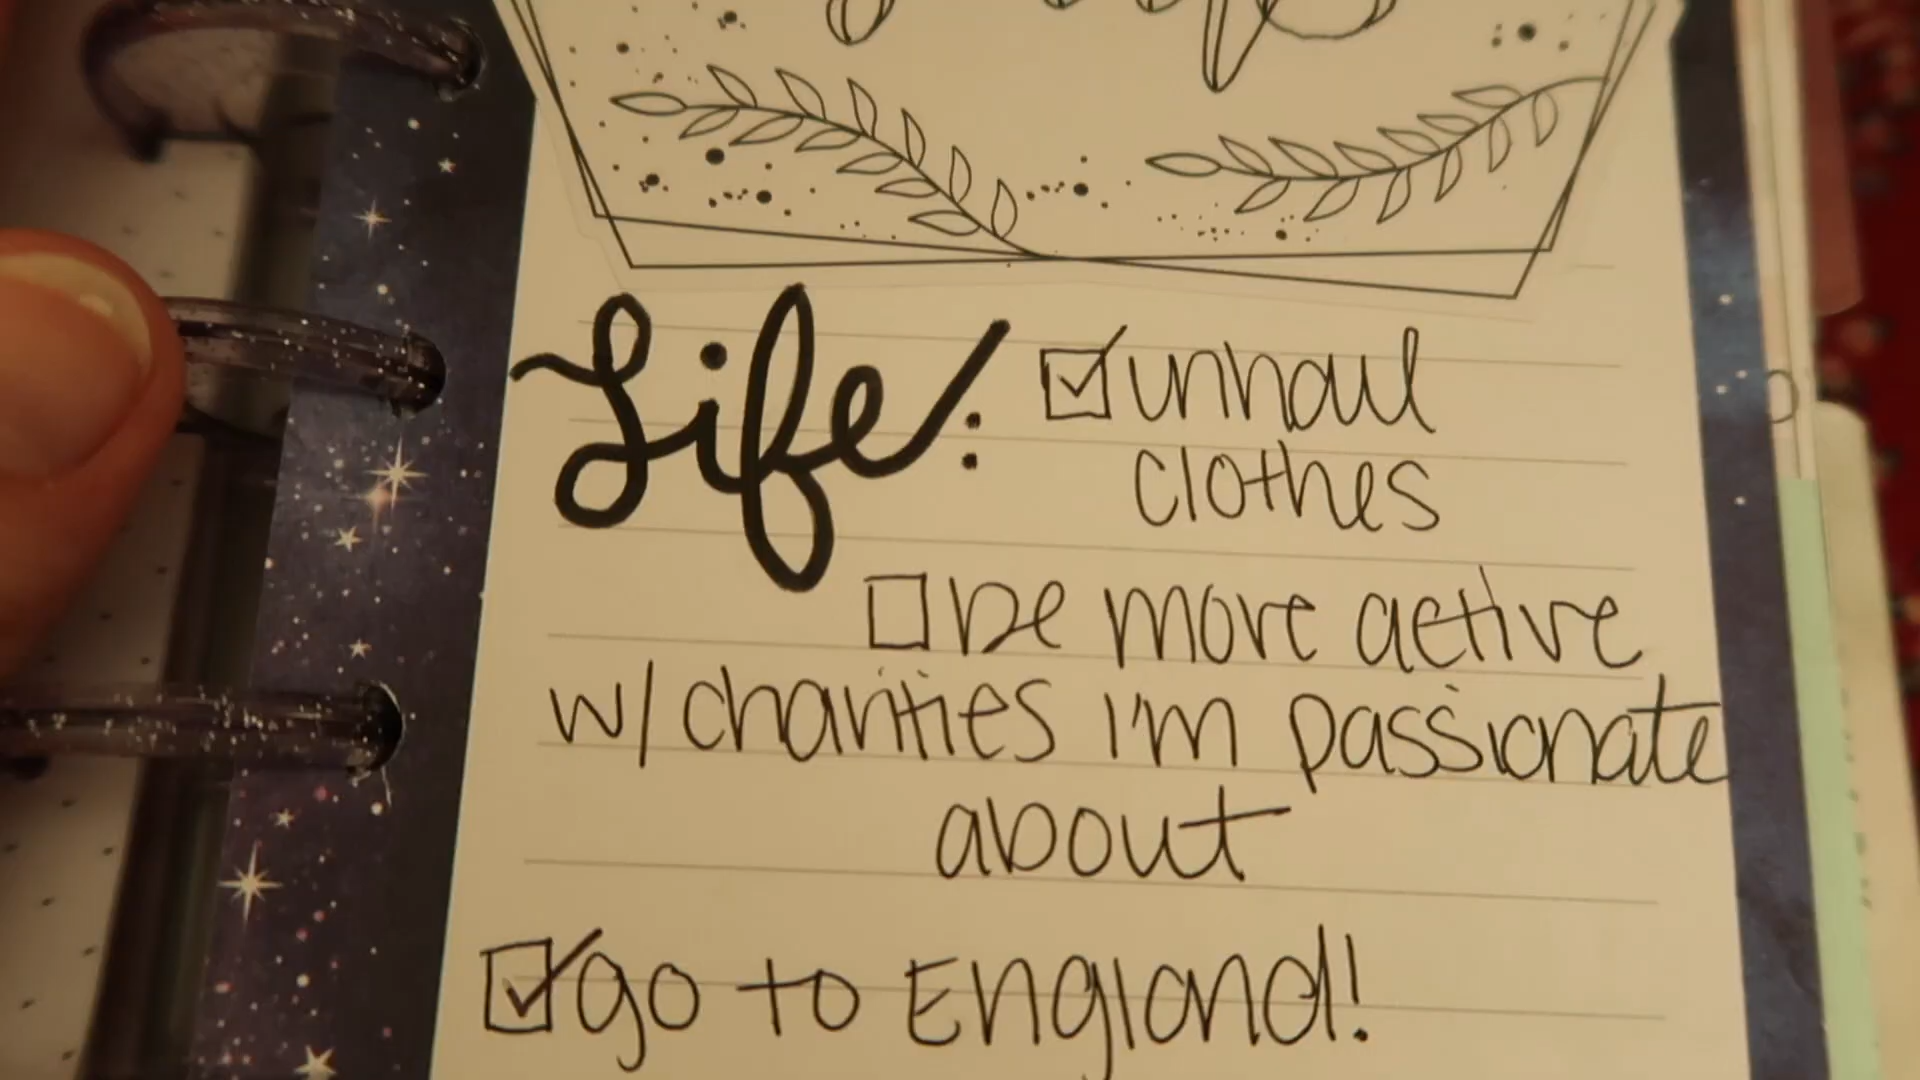 Life: unhaul
clothes
be more active
w/ charities I'm passionate
about
go to England!